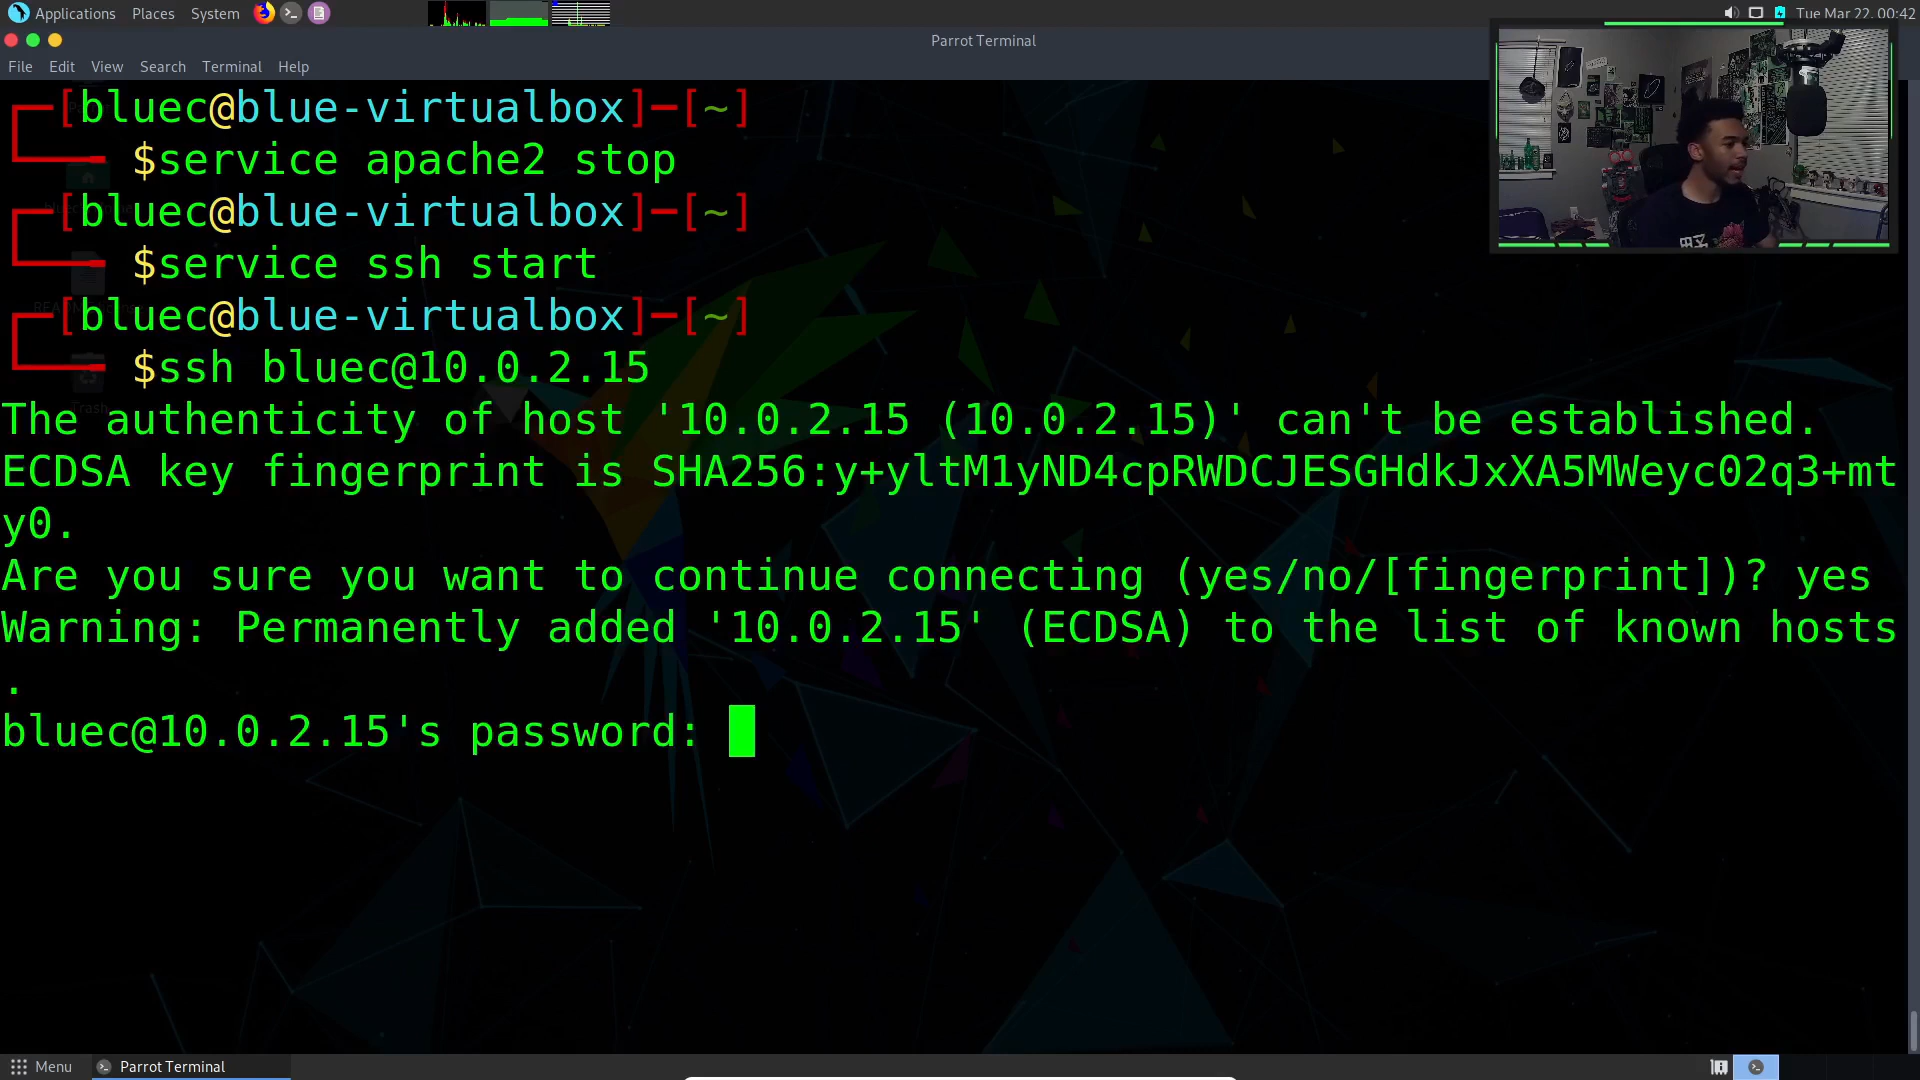 Applications Places System Tue Mar 22, 00:42
Parrot Terminal
File Edit View Search Terminal Help
[bluec@blue-virtualbox]─[~]
$service apache2 stop
[bluec@blue-virtualbox]─[~]
$service ssh start
[bluec@blue-virtualbox]─[~]
$ssh bluec@10.0.2.15
Trash
The authenticity of host '10.0.2.15 (10.0.2.15)' can't be established.
ECDSA key fingerprint is SHA256:y+yltM1yND4cpRWDCJESGHdkJxXA5MWeyc02q3+mt
y0.
Are you sure you want to continue connecting (yes/no/[fingerprint])? yes
Warning: Permanently added '10.0.2.15' (ECDSA) to the list of known hosts
.
bluec@10.0.2.15's password:
Menu Parrot Terminal